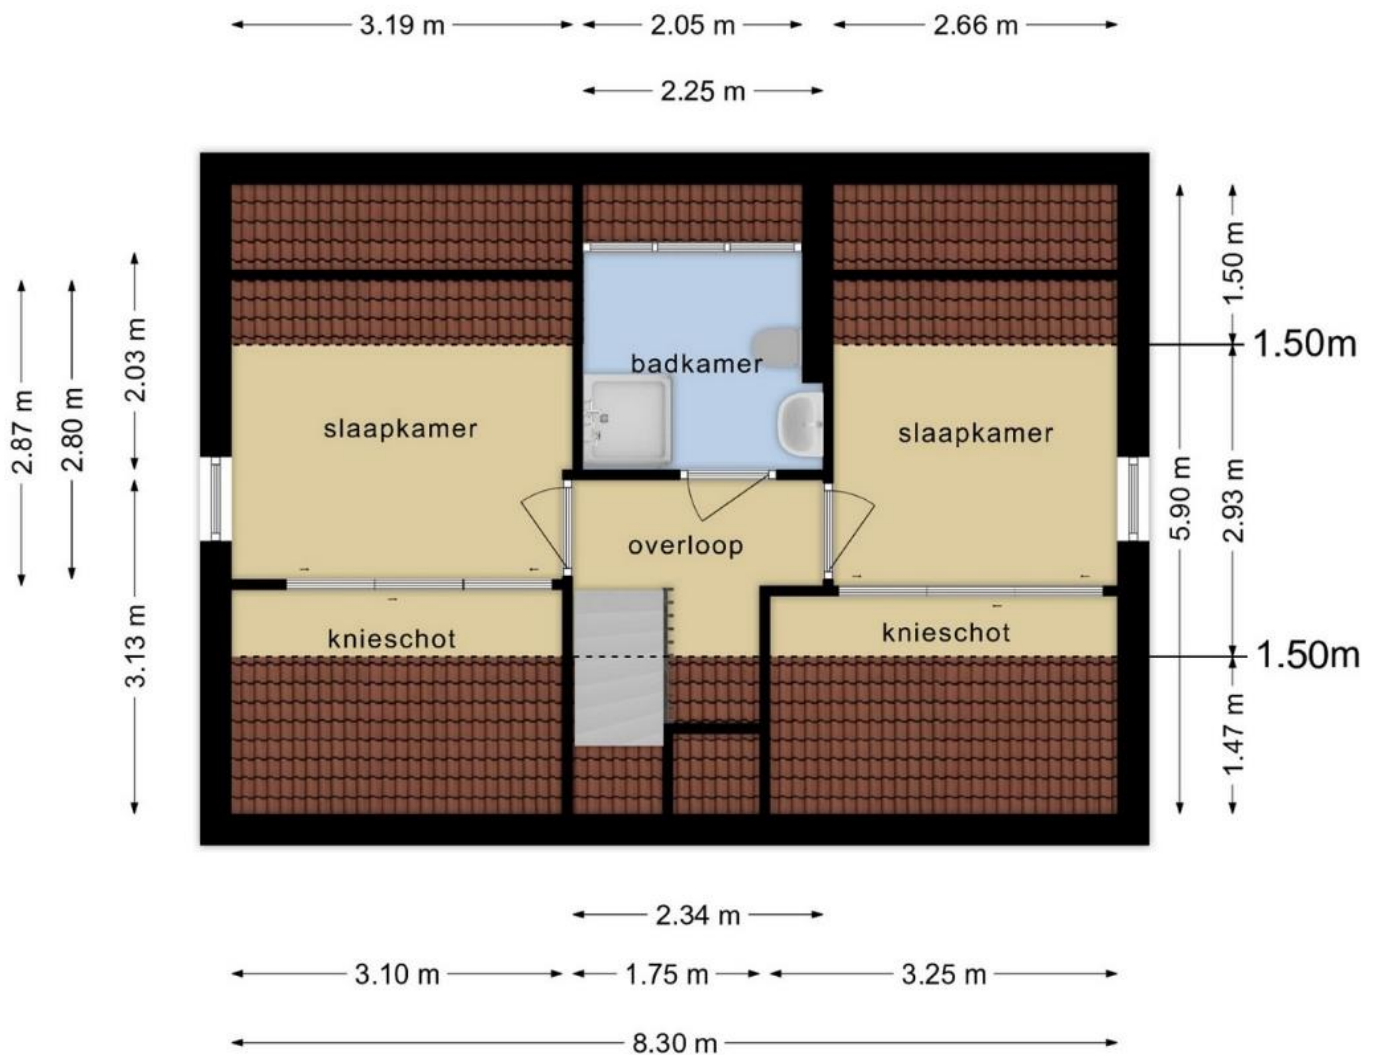 3.19 m
2.05 m
2.66 m
2.25 m
1.50 m
1.50m
2.03 m
badkamer
2.87 m
2.80 m
slaapkamer
slaapkamer
5.90 m
2.93 m
overloop
3.13 m
knieschot
knieschot
1.50m
1.47 m
2.34 m
3.10 m
1.75 m
3.25 m
8.30 m